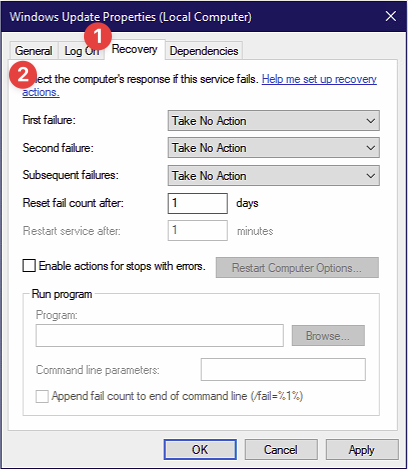 Windows Update Properties (Local Computer)
1
General Log On Recovery Dependencies
2
the computer's response if this service fails. Help me set up recovery
actions.
First failure: Take No Action
Second failure: Take No Action
Subsequent failures: Take No Action
Reset fail count after: 1 days
Restart service after: 1 minutes
Enable actions for stops with errors. Restart Computer Options...
Run program
Program:
Browse...
Command line parameters:
Append fail count to end of command line (/fail=%1%)
OK Cancel Apply